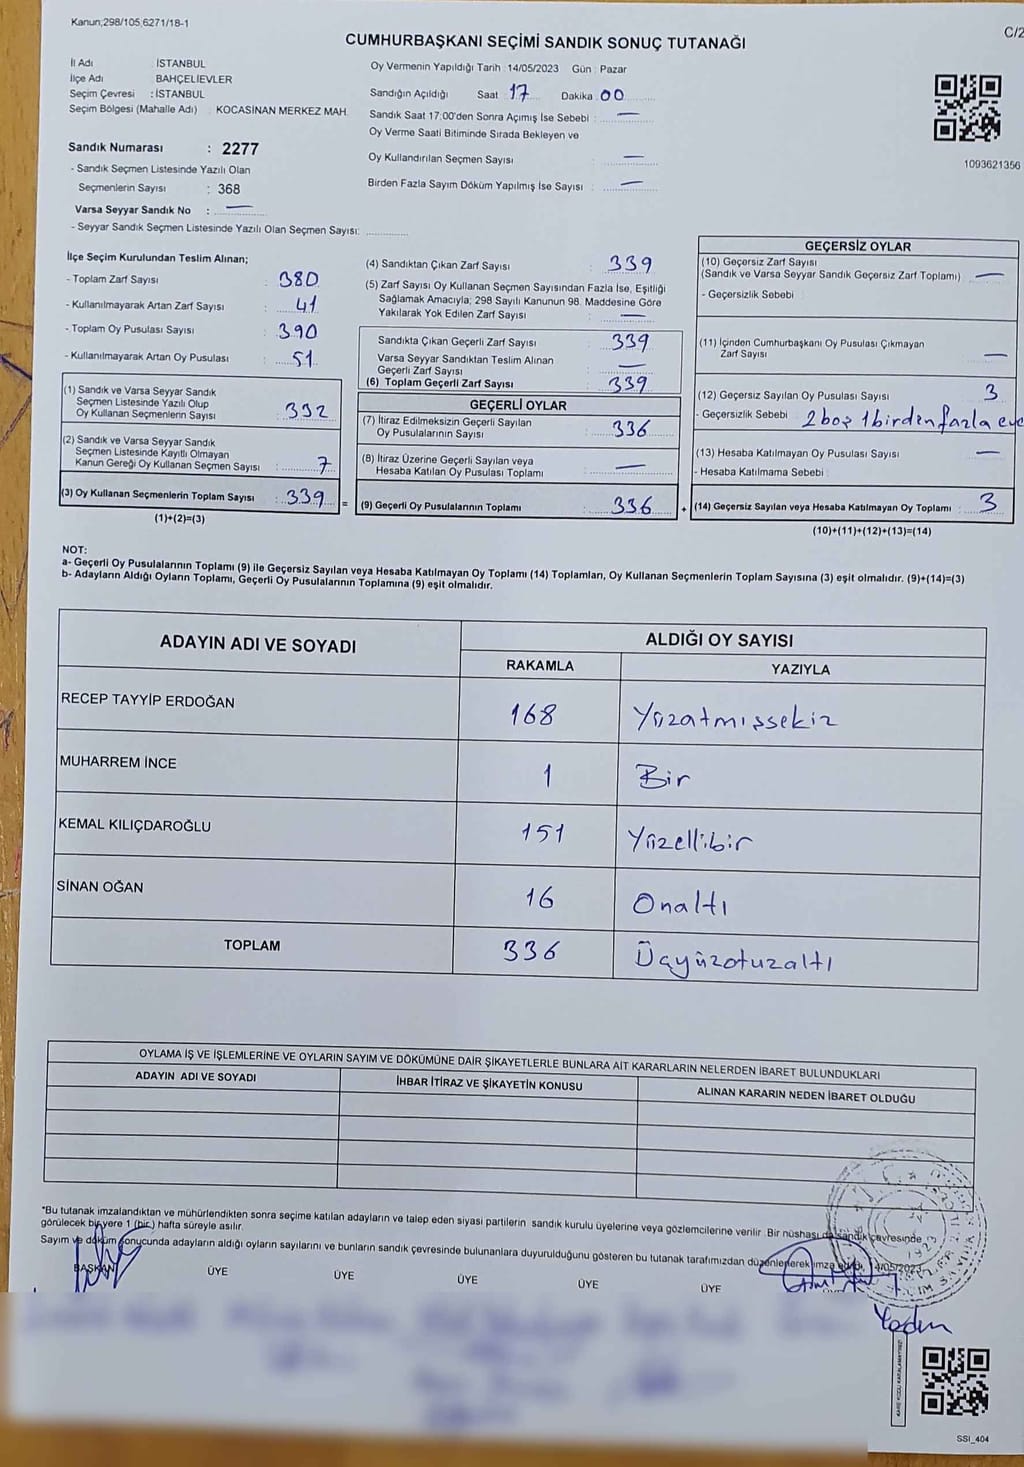 Kanun;298/105,6271/18-1
C/2
CUMHURBAŞKANI SEÇİMİ SANDIK SONUÇ TUTANAĞI
İl Adı : İSTANBUL
İlçe Adı : BAHÇELİEVLER
Seçim Çevresi : İSTANBUL
Seçim Bölgesi (Mahalle Adı) : KOCASİNAN MERKEZ MAH.
Oy Vermenin Yapıldığı Tarih :14/05/2023 Gün : Pazar
Sandığın Açıldığı Saat 17 Dakika : 00
Sandık Saat 17:00'den Sonra Açımış İse Sebebi : —
Oy Verme Saati Bitiminde Sırada Bekleyen ve
Oy Kullandırılan Seçmen Sayısı : —
Birden Fazla Sayım Döküm Yapılmış İse Sayısı : —
1093621356
Sandık Numarası : 2277
- Sandık Seçmen Listesinde Yazılı Olan
Seçmenlerin Sayısı : 368
Varsa Seyyar Sandık No : —
- Seyyar Sandık Seçmen Listesinde Yazılı Olan Seçmen Sayısı:
İlçe Seçim Kurulundan Teslim Alınan;
- Toplam Zarf Sayısı : 380
- Kullanılmayarak Artan Zarf Sayısı : 41
- Toplam Oy Pusulası Sayısı : 390
- Kullanılmayarak Artan Oy Pusulası : 51
(1) Sandık ve Varsa Seyyar Sandık
Seçmen Listesinde Yazılı Olup
Oy Kullanan Seçmenlerin Sayısı : 332
(2) Sandık ve Varsa Seyyar Sandık
Seçmen Listesinde Kayıtlı Olmayan
Kanun Gereği Oy Kullanan Seçmen Sayısı : 7
(3) Oy Kullanan Seçmenlerin Toplam Sayısı : 339 =
(1)+(2)=(3)
(4) Sandıktan Çıkan Zarf Sayısı : 339
(5) Zarf Sayısı Oy Kullanan Seçmen Sayısından Fazla İse, Eşitliği
Sağlamak Amacıyla; 298 Sayılı Kanunun 98. Maddesine Göre
Yakılarak Yok Edilen Zarf Sayısı : —
Sandıkta Çıkan Geçerli Zarf Sayısı : 339
Varsa Seyyar Sandıktan Teslim Alınan
Geçerli Zarf Sayısı : —
(6) Toplam Geçerli Zarf Sayısı : 339
GEÇERLİ OYLAR
(7) İtiraz Edilmeksizin Geçerli Sayılan
Oy Pusulalarının Sayısı : 336
(8) İtiraz Üzerine Geçerli Sayılan veya
Hesaba Katılan Oy Pusulası Toplamı : —
(9) Geçerli Oy Pusulalarının Toplamı : 336 +
GEÇERSİZ OYLAR
(10) Geçersiz Zarf Sayısı
(Sandık ve Varsa Seyyar Sandık Geçersiz Zarf Toplamı) : —
- Geçersizlik Sebebi :
(11) İçinden Cumhurbaşkanı Oy Pusulası Çıkmayan
Zarf Sayısı : —
(12) Geçersiz Sayılan Oy Pusulası Sayısı : 3
- Geçersizlik Sebebi : 2 boş 1 birden fazla
(13) Hesaba Katılmayan Oy Pusulası Sayısı : —
- Hesaba Katılmama Sebebi :
(14) Geçersiz Sayılan veya Hesaba Katılmayan Oy Toplamı : 3
(10)+(11)+(12)+(13)=(14)
NOT:
a- Geçerli Oy Pusulalarının Toplamı (9) ile Geçersiz Sayılan veya Hesaba Katılmayan Oy Toplamı (14) Toplamları, Oy Kullanan Seçmenlerin Toplam Sayısına (3) eşit olmalıdır. (9)+(14)=(3)
b- Adayların Aldığı Oyların Toplamı, Geçerli Oy Pusulalarının Toplamına (9) eşit olmalıdır.
ADAYIN ADI VE SOYADI
ALDIĞI OY SAYISI
RAKAMLA YAZIYLA
RECEP TAYYİP ERDOĞAN 168 Yüzatmışsekiz
MUHARREM İNCE 1 Bir
KEMAL KILIÇDAROĞLU 151 Yüzellibir
SİNAN OĞAN 16 Onaltı
TOPLAM 336 Üçyüzotuzaltı
OYLAMA İŞ VE İŞLEMLERİNE VE OYLARIN SAYIM VE DÖKÜMÜNE DAİR ŞİKAYETLERLE BUNLARA AİT KARARLARIN NELERDEN İBARET BULUNDUKLARI
ADAYIN ADI VE SOYADI İHBAR İTİRAZ VE ŞİKAYETİN KONUSU ALINAN KARARIN NEDEN İBARET OLDUĞU
*Bu tutanak imzalandıktan ve mühürlendikten sonra seçime katılan adayların ve talep eden siyasi partilerin sandık kurulu üyelerine veya gözlemcilerine verilir. Bir nüshası da sandık çevresinde
görülecek bir yere 1 (bir) hafta süreyle asılır.
Sayım ve döküm sonucunda adayların aldığı oyların sayılarını ve bunların sandık çevresinde bulunanlara duyurulduğunu gösteren bu tutanak tarafımızdan düzenlenerek imza edildi. 14/05/2023
BAŞKAN ÜYE ÜYE ÜYE ÜYE ÜYE
SSI_404